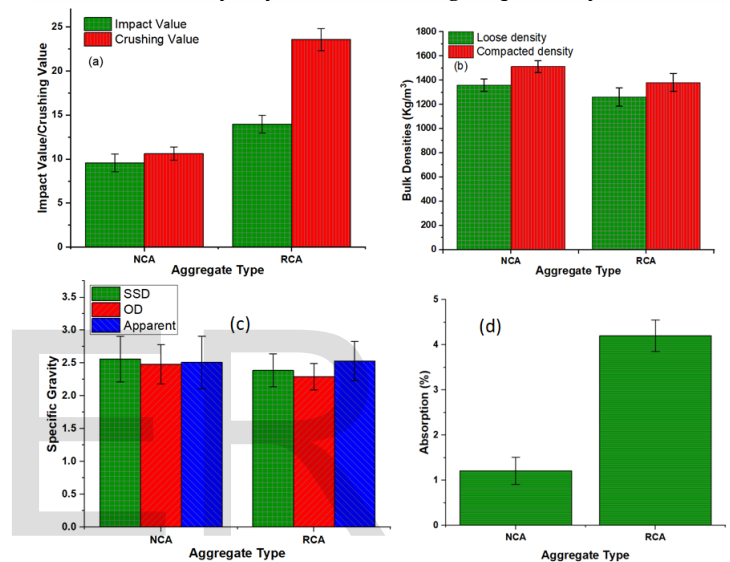 Impact Value
Crushing Value
(a)
25
20
15
10
5
0
Impact Value/Crushing Value
NCA
RCA
Aggregate Type
Loose density
Compacted density
(b)
1800
1600
1400
1200
1000
800
600
400
200
0
Bulk Densities (Kg/m³)
NCA
RCA
Aggregate Type
SSD
OD
Apparent
(c)
3.5
3.0
2.5
2.0
1.5
1.0
0.5
0.0
Specific Gravity
NCA
RCA
Aggregate Type
(d)
5
4
3
2
1
0
Absorption (%)
NCA
RCA
Aggregate Type
ER